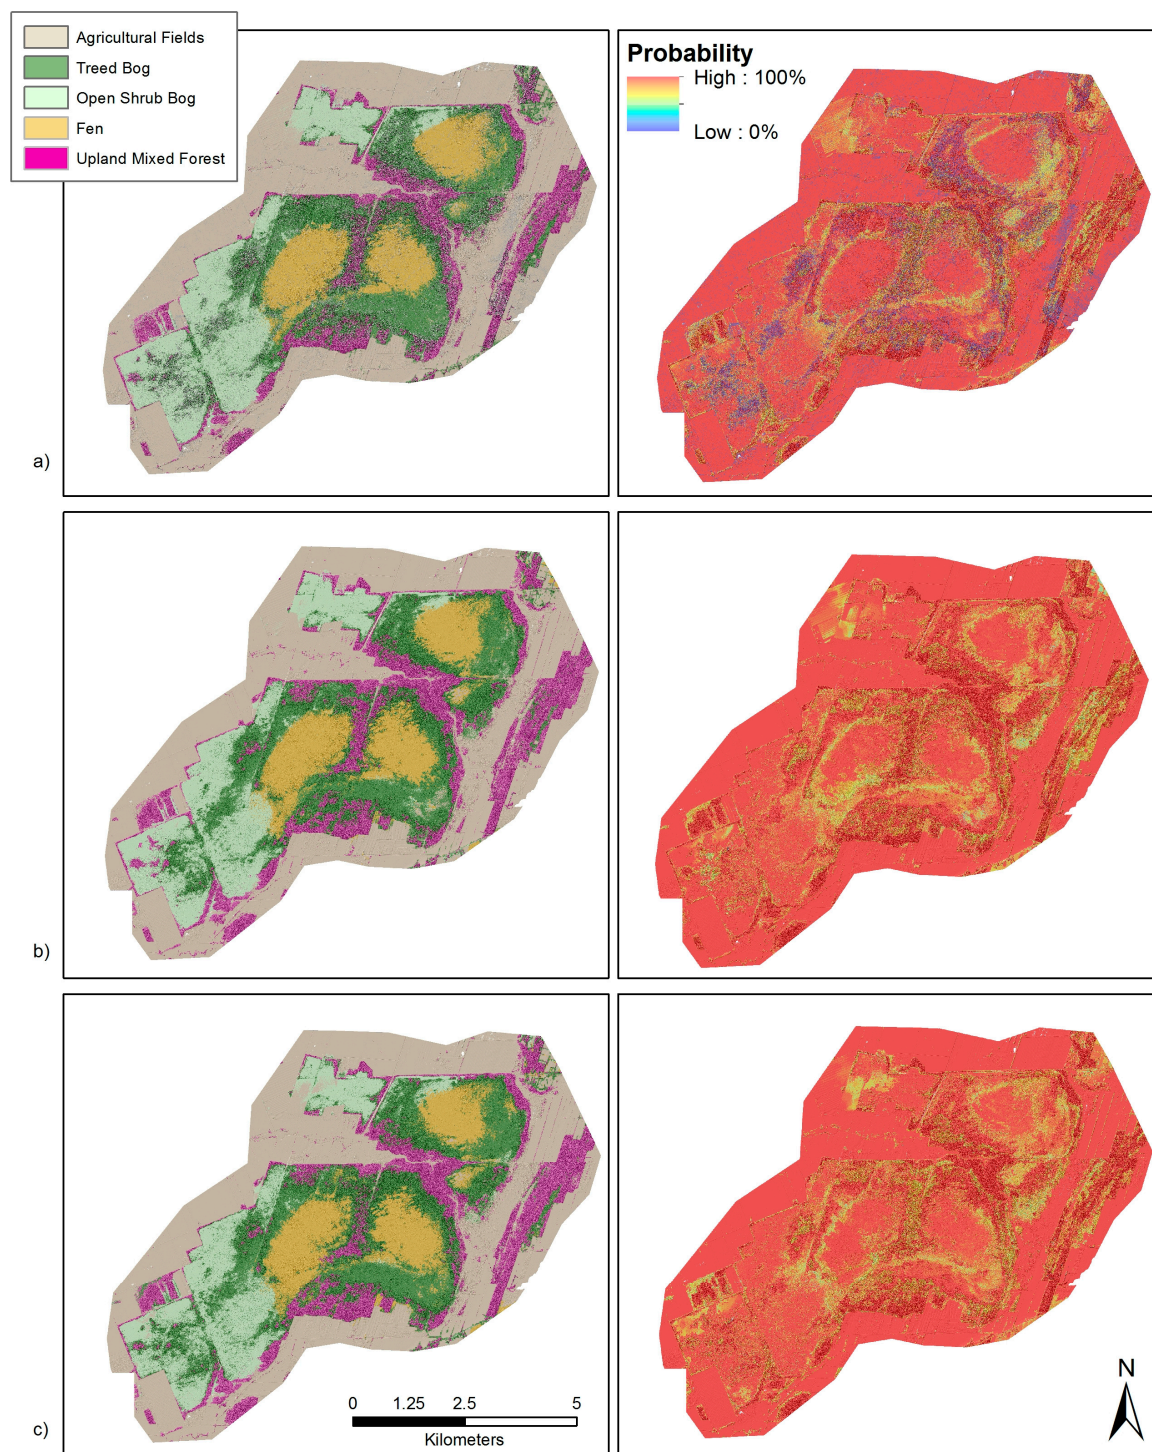 Agricultural Fields
Treed Bog
Open Shrub Bog
Fen
Upland Mixed Forest
Probability
High : 100%
Low : 0%
a)
b)
c)
0 1.25 2.5 5
Kilometers
N